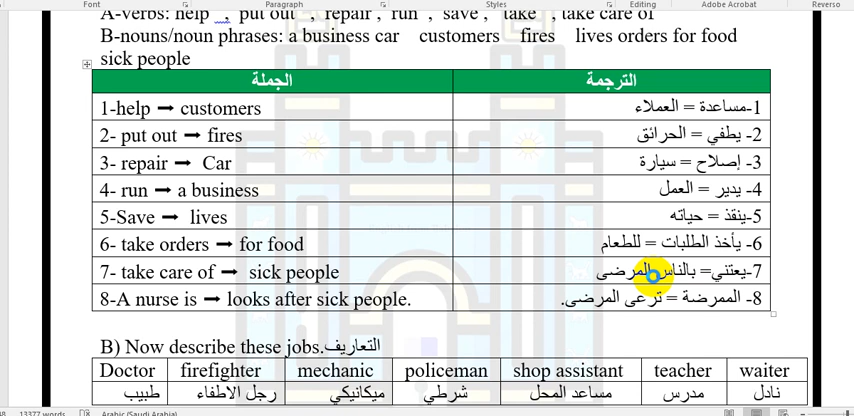 Font Paragraph Styles Editing Adobe Acrobat Reverso
A-verbs: help , put out , repair , run , save , take , take care of
B-nouns/noun phrases: a business car customers fires lives orders for food
sick people
الجملة الترجمة
1-help ➡ customers 1-مساعدة = العملاء
2- put out ➡ fires 2- يطفي = الحرائق
3- repair ➡ Car 3- إصلاح = سيارة
4- run ➡ a business 4- يدير = العمل
5-Save ➡ lives 5-ينقذ = حياته
6- take orders ➡ for food 6- يأخذ الطلبات = للطعام
7- take care of ➡ sick people 7-يعتني= بالناس المرضى
8-A nurse is ➡ looks after sick people. 8- الممرضة = ترعى المرضى.
B) Now describe these jobs.التعاريف
Doctor firefighter mechanic policeman shop assistant teacher waiter
طبيب رجل الاطفاء ميكانيكي شرطي مساعد المحل مدرس نادل
13377 words Arabic (Saudi Arabia)